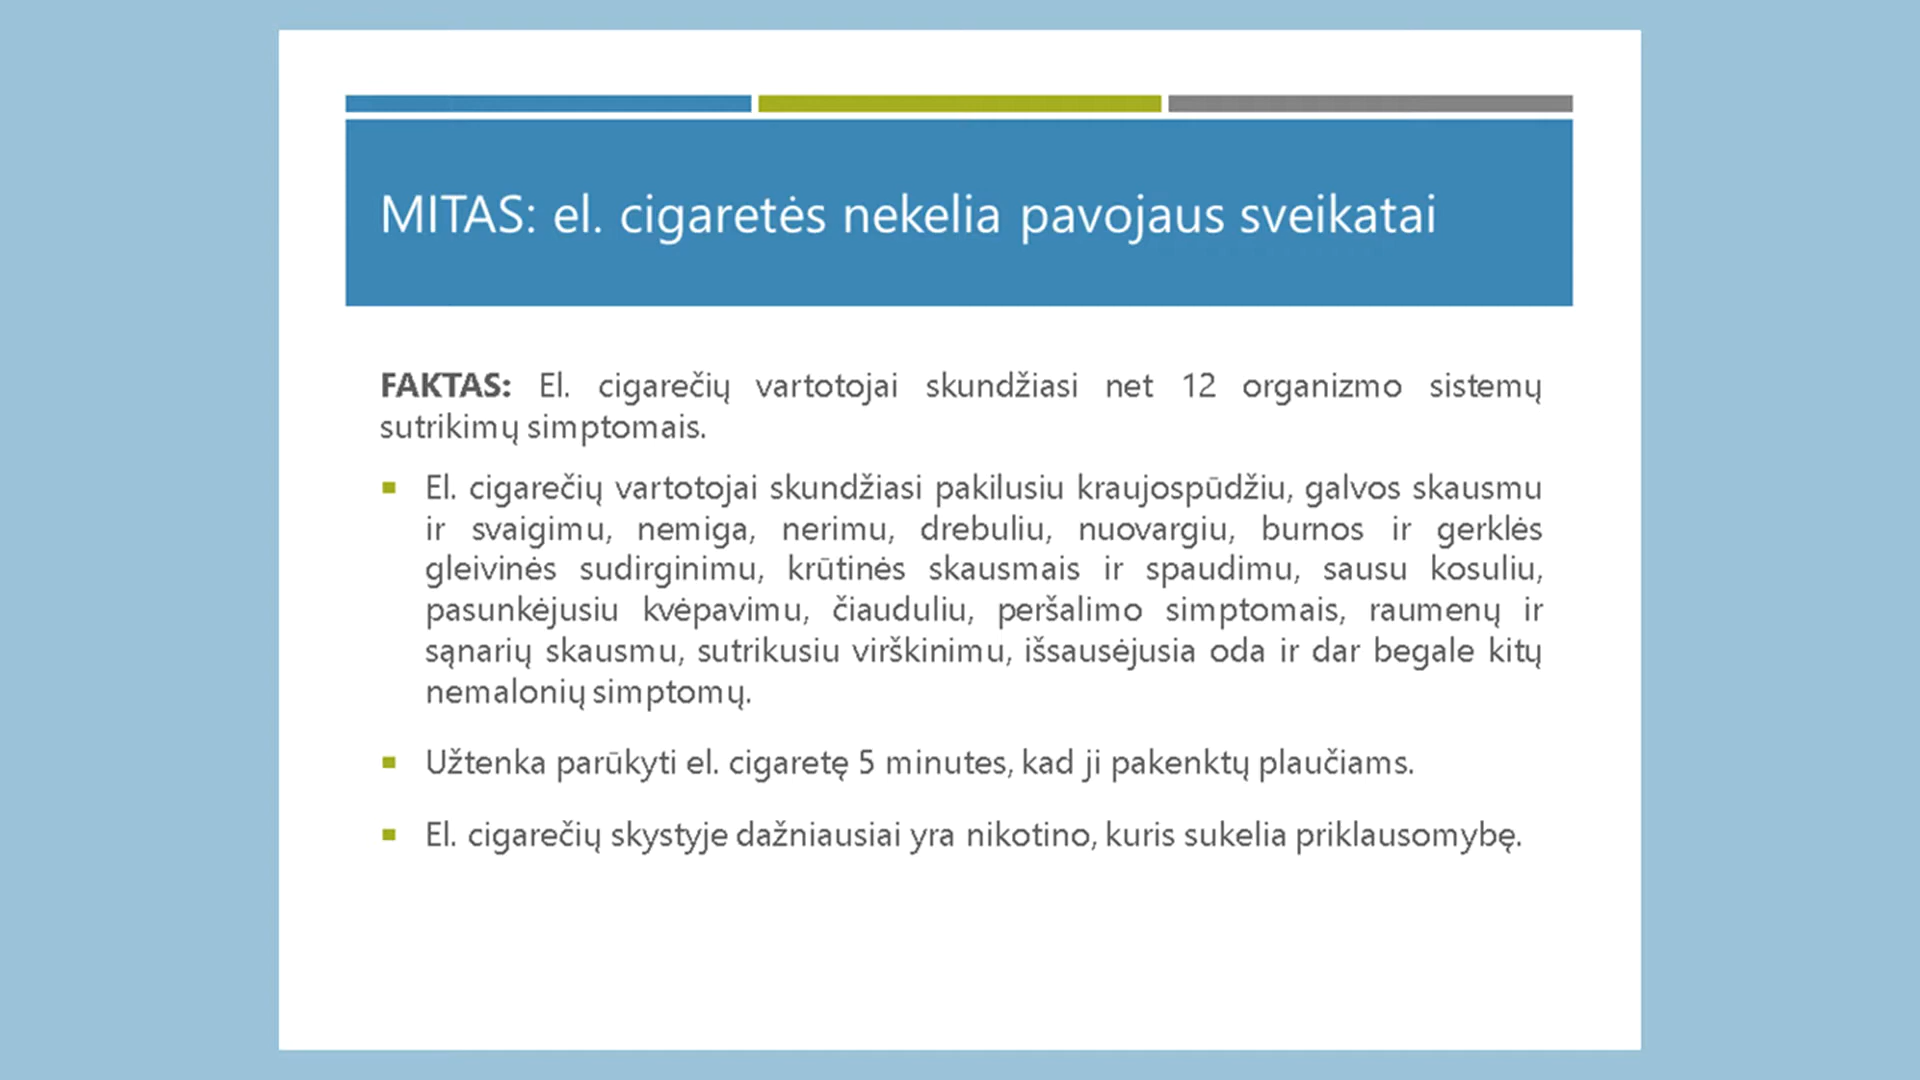 MITAS: el. cigaretės nekelia pavojaus sveikatai
FAKTAS: El. cigarečių vartotojai skundžiasi net 12 organizmo sistemų
sutrikimų simptomais.
El. cigarečių vartotojai skundžiasi pakilusiu kraujospūdžiu, galvos skausmu
ir svaigimu, nemiga, nerimu, drebuliu, nuovargiu, burnos ir gerklės
gleivinės sudirginimu, krūtinės skausmais ir spaudimu, sausu kosuliu,
pasunkėjusiu kvėpavimu, čiauduliu, peršalimo simptomais, raumenų ir
sąnarių skausmu, sutrikusiu virškinimu, išsausėjusia oda ir dar begale kitų
nemalonių simptomų.
Užtenka parūkyti el. cigaretę 5 minutes, kad ji pakenktų plaučiams.
El. cigarečių skystyje dažniausiai yra nikotino, kuris sukelia priklausomybę.